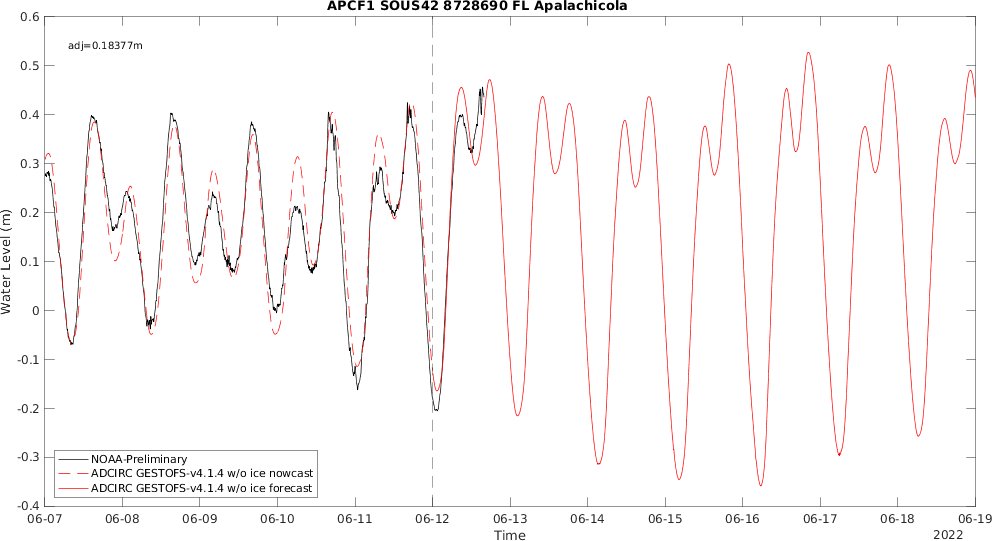 APCF1 SOUS42 8728690 FL Apalachicola
adj=0.18377m
0.6
0.5
0.4
0.3
0.2
0.1
0
-0.1
-0.2
-0.3
-0.4
Water Level (m)
NOAA-Preliminary
ADCIRC GESTOFS-v4.1.4 w/o ice nowcast
ADCIRC GESTOFS-v4.1.4 w/o ice forecast
06-07 06-08 06-09 06-10 06-11 06-12 06-13 06-14 06-15 06-16 06-17 06-18 06-19
Time
2022